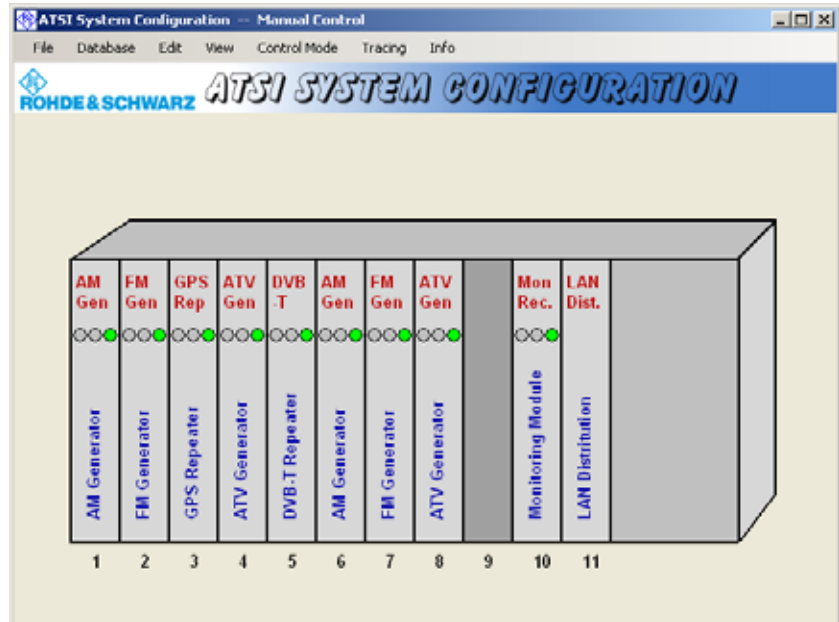 ATSI System Configuration -- Manual Control
File Database Edit View Control Mode Tracing Info
ROHDE & SCHWARZ
ATSI SYSTEM CONFIGURATION
AM Gen
FM Gen
GPS Rep
ATV Gen
DVB -T
AM Gen
FM Gen
ATV Gen
Mon Rec.
LAN Dist.
AM Generator
FM Generator
GPS Repeater
ATV Generator
DVB-T Repeater
AM Generator
FM Generator
ATV Generator
Monitoring Module
LAN Distritution
1 2 3 4 5 6 7 8 9 10 11